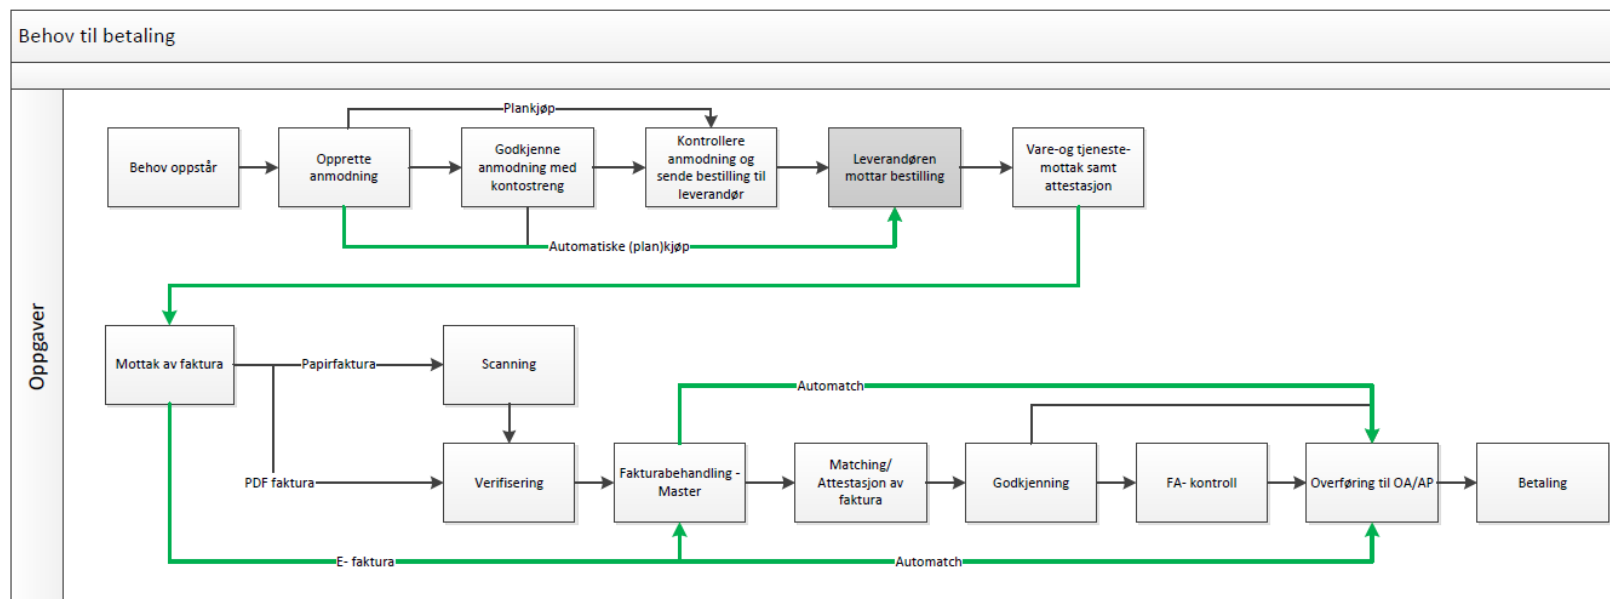 Behov til betaling
Oppgaver
Plankjøp
Behov oppstår
Opprette
anmodning
Godkjenne
anmodning med
kontostreng
Kontrollere
anmodning og
sende bestilling til
leverandør
Leverandøren
mottar bestilling
Vare-og tjeneste-
mottak samt
attestasjon
Automatiske (plan)kjøp
Mottak av faktura
Papirfaktura
Scanning
Automatch
PDF faktura
Verifisering
Fakturabehandling -
Master
Matching/
Attestasjon av
faktura
Godkjenning
FA- kontroll
Overføring til OA/AP
Betaling
E- faktura
Automatch